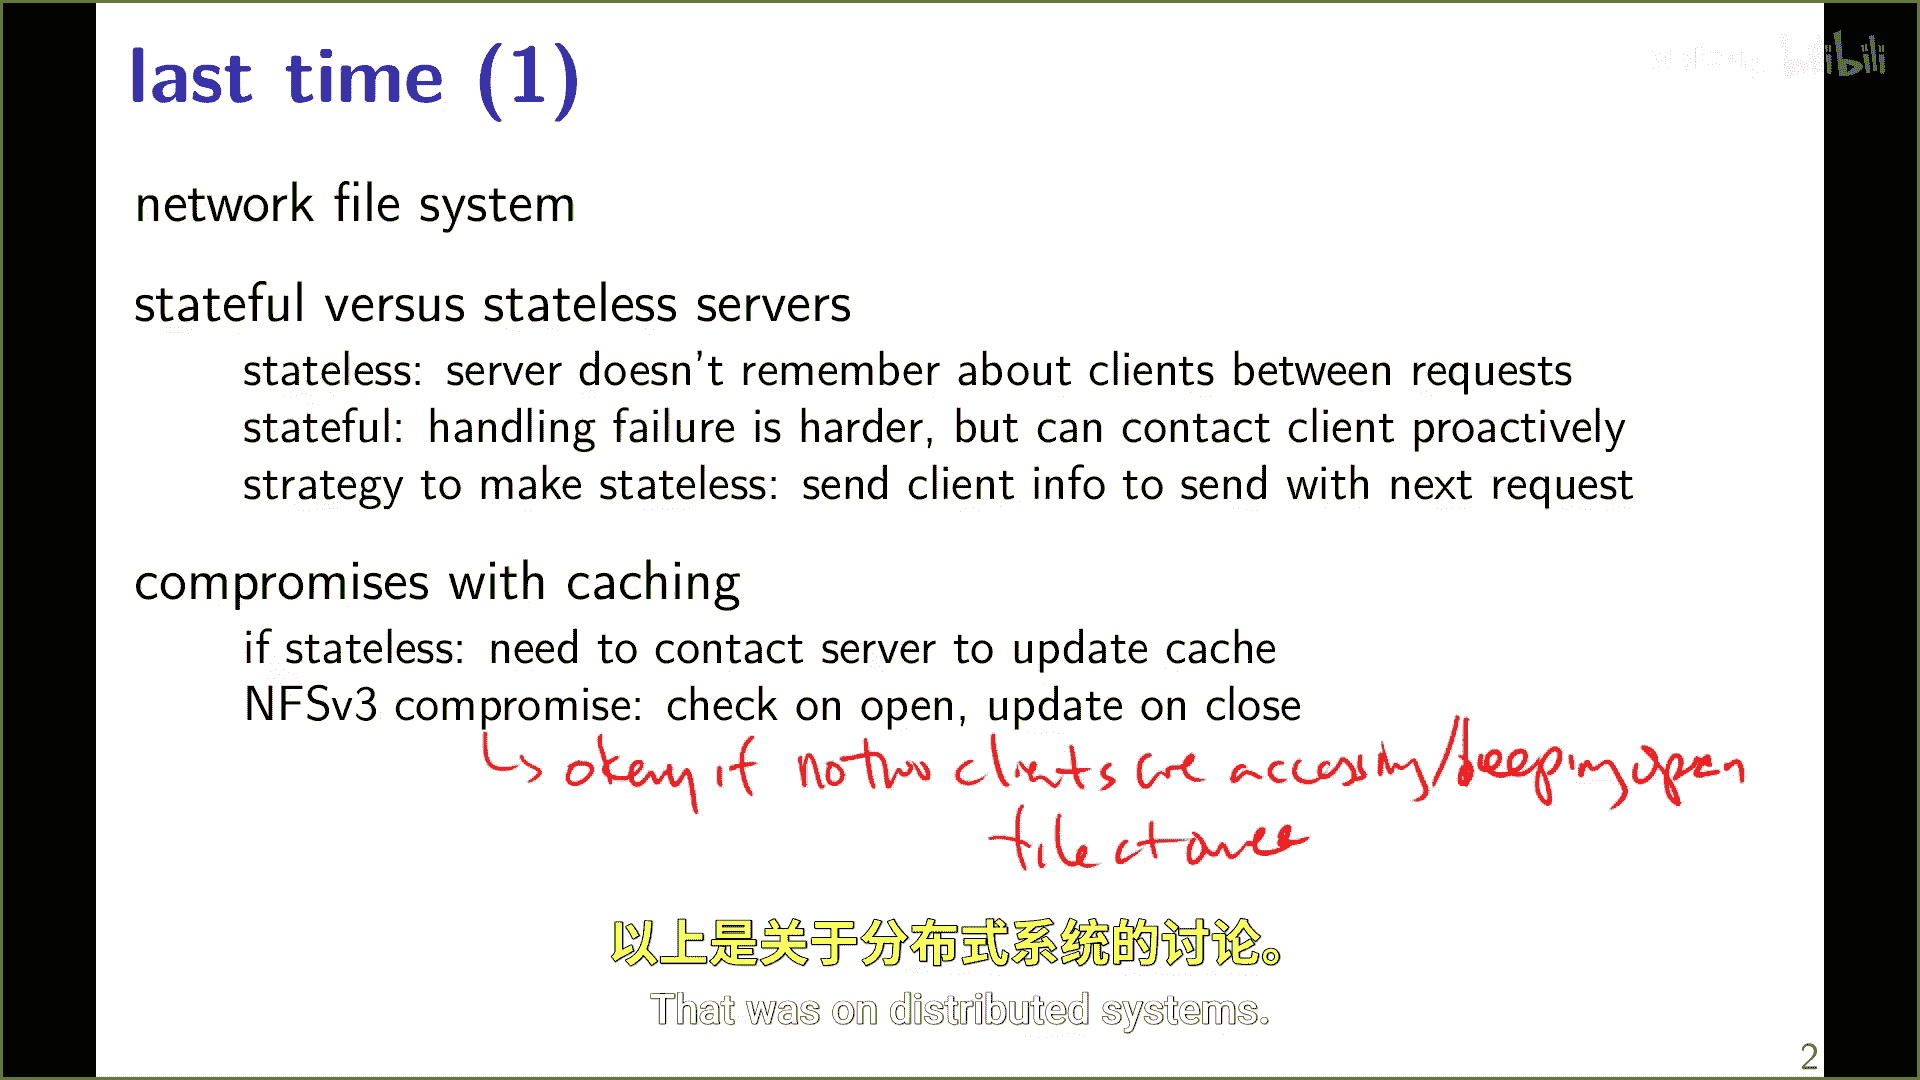 last time (1)
bilibili
network file system
stateful versus stateless servers
stateless: server doesn't remember about clients between requests
stateful: handling failure is harder, but can contact client proactively
strategy to make stateless: send client info to send with next request
compromises with caching
if stateless: need to contact server to update cache
NFSv3 compromise: check on open, update on close
↳ okay if no two clients are accessing/keeping open
file at once
以上是关于分布式系统的讨论。
That was on distributed systems.
2